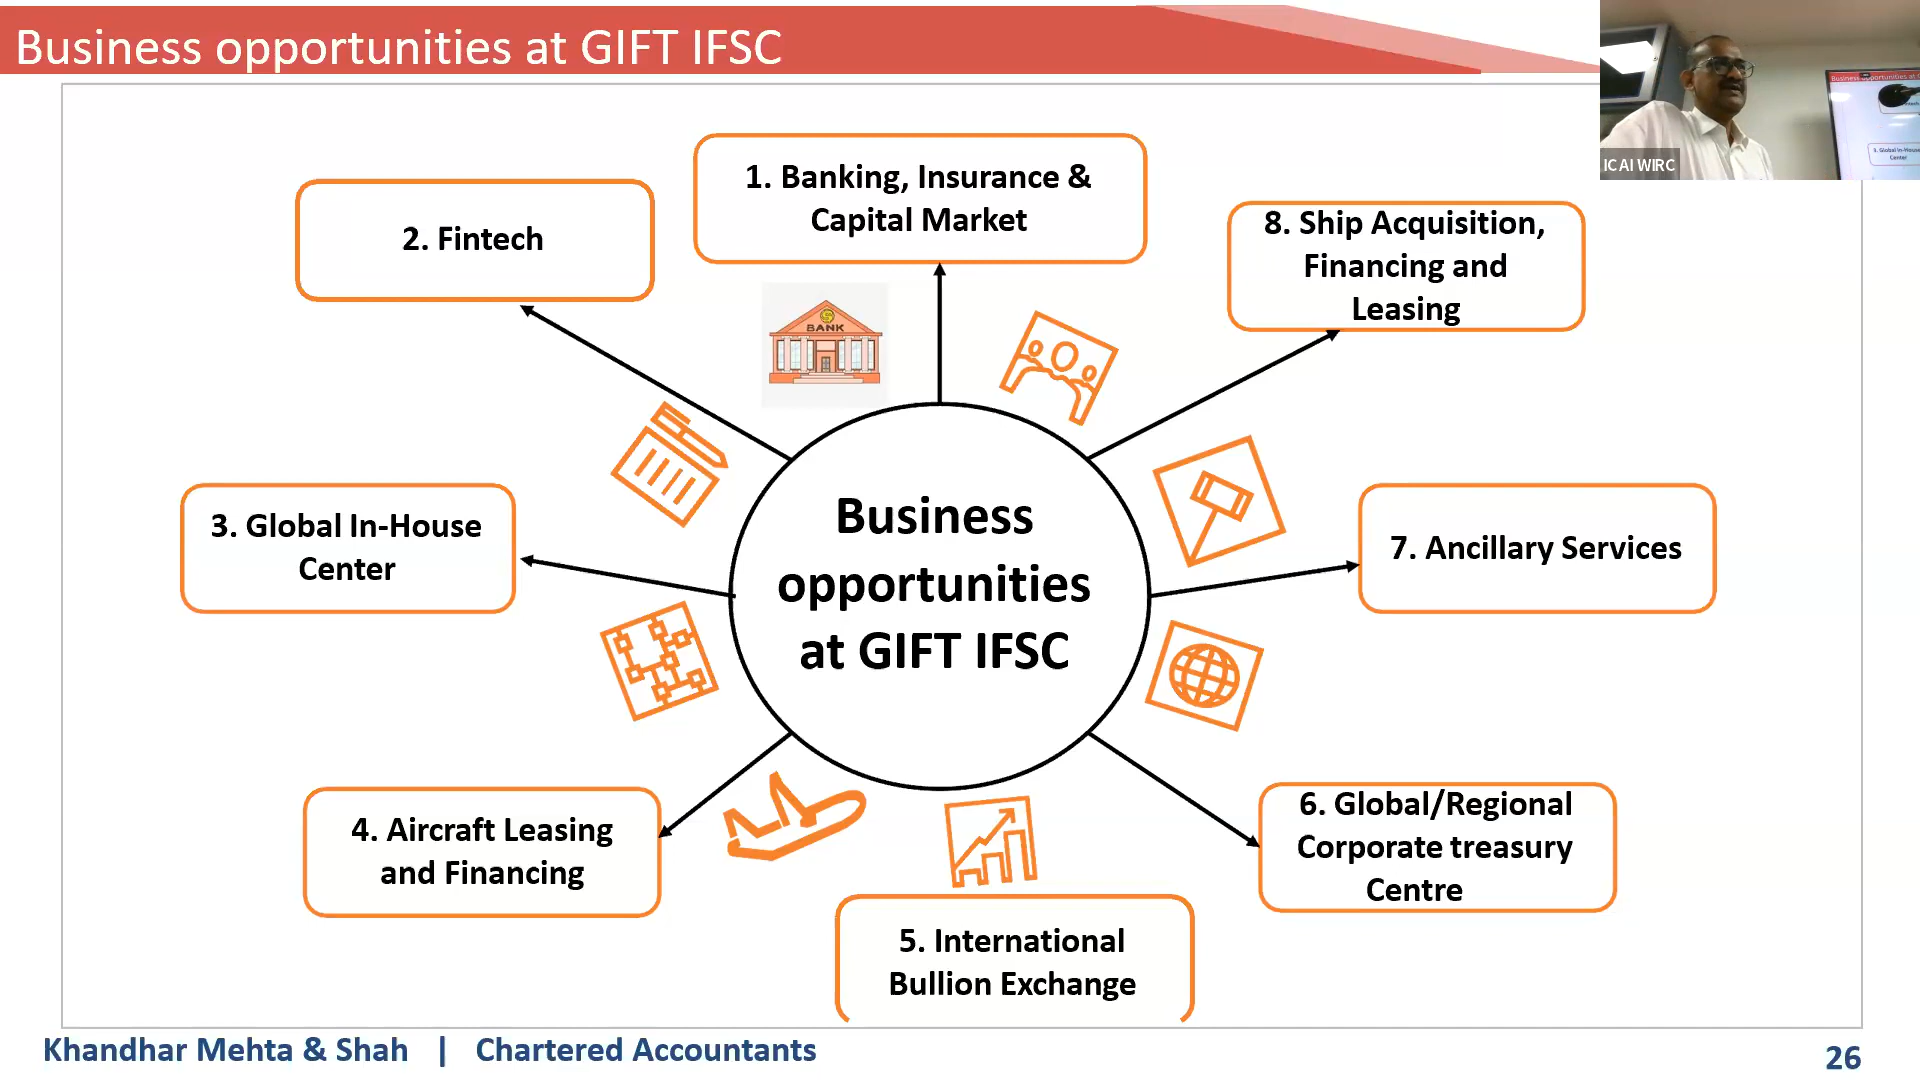 Business opportunities at GIFT IFSC
ICAI WIRC
1. Banking, Insurance &
Capital Market
2. Fintech
8. Ship Acquisition,
Financing and
Leasing
BANK
3. Global In-House
Center
Business
opportunities
at GIFT IFSC
7. Ancillary Services
4. Aircraft Leasing
and Financing
6. Global/Regional
Corporate treasury
Centre
5. International
Bullion Exchange
Khandhar Mehta & Shah | Chartered Accountants
26